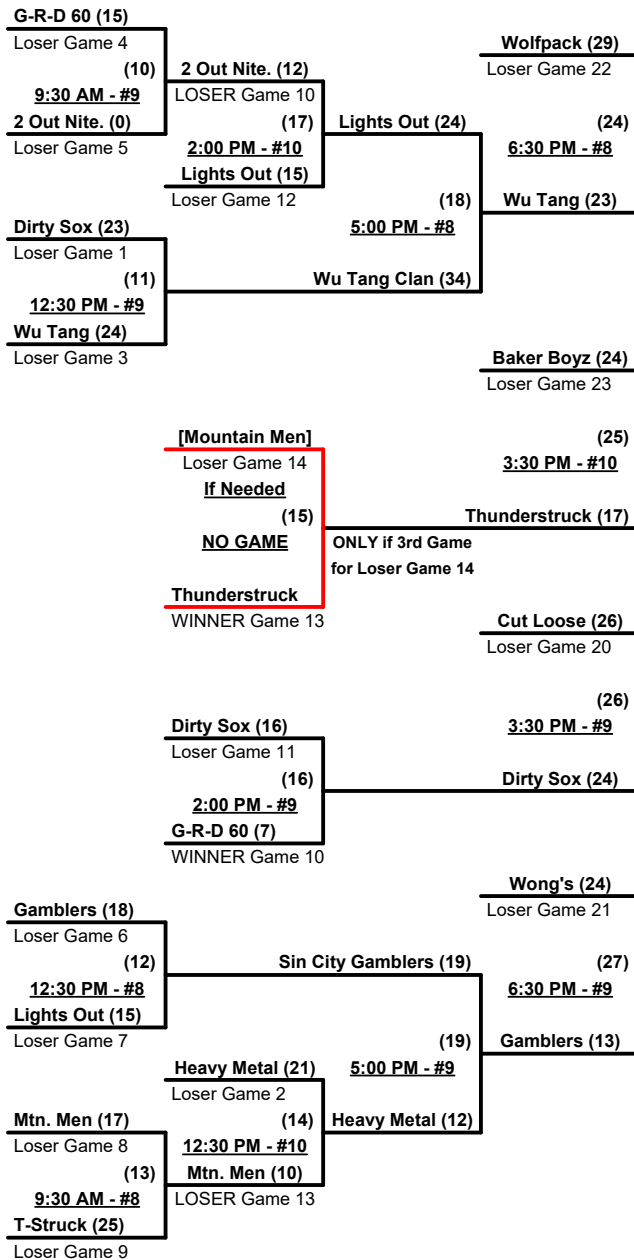 G-R-D 60 (15)
Loser Game 4
Wolfpack (29)
Loser Game 22
(10)
2 Out Nite. (12)
9:30 AM - #9
LOSER Game 10
2 Out Nite. (0)
(17)
Lights Out (24)
(24)
Loser Game 5
2:00 PM - #10
6:30 PM - #8
Lights Out (15)
Loser Game 12
(18)
Wu Tang (23)
Dirty Sox (23)
5:00 PM - #8
Loser Game 1
(11)
Wu Tang Clan (34)
12:30 PM - #9
Wu Tang (24)
Loser Game 3
Baker Boyz (24)
Loser Game 23
[Mountain Men]
(25)
Loser Game 14
3:30 PM - #10
If Needed
(15)
Thunderstruck (17)
NO GAME
ONLY if 3rd Game
for Loser Game 14
Thunderstruck
WINNER Game 13
Cut Loose (26)
Loser Game 20
(26)
Dirty Sox (16)
3:30 PM - #9
Loser Game 11
(16)
Dirty Sox (24)
2:00 PM - #9
G-R-D 60 (7)
WINNER Game 10
Wong's (24)
Loser Game 21
Gamblers (18)
Loser Game 6
(12)
Sin City Gamblers (19)
(27)
12:30 PM - #8
6:30 PM - #9
Lights Out (15)
Loser Game 7
(19)
Gamblers (13)
Heavy Metal (21)
5:00 PM - #9
Loser Game 2
Mtn. Men (17)
(14)
Heavy Metal (12)
Loser Game 8
12:30 PM - #10
(13)
Mtn. Men (10)
9:30 AM - #8
LOSER Game 13
T-Struck (25)
Loser Game 9